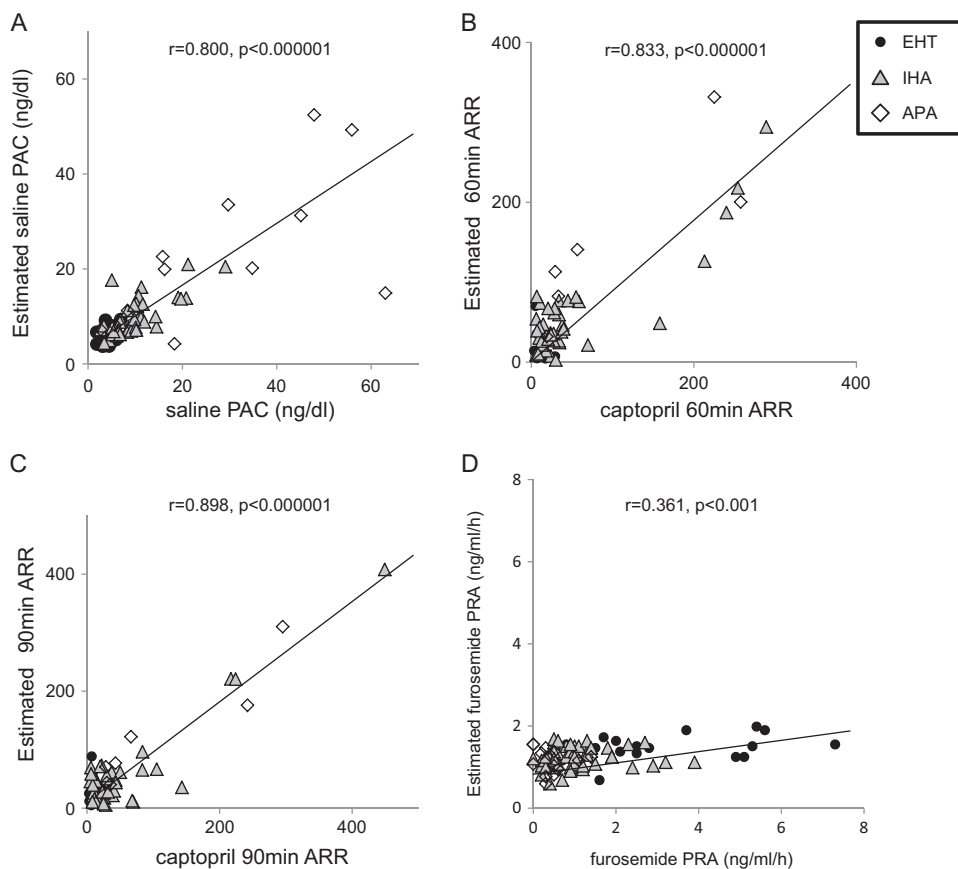 A
r=0.800, p<0.000001
60
40
20
0
0 20 40 60
Estimated saline PAC (ng/dl)
saline PAC (ng/dl)
B
r=0.833, p<0.000001
400
200
0
0 200 400
Estimated 60min ARR
captopril 60min ARR
EHT
IHA
APA
C
r=0.898, p<0.000001
400
200
0
0 200 400
Estimated 90min ARR
captopril 90min ARR
D
r=0.361, p<0.001
8
6
4
2
0
0 2 4 6 8
Estimated furosemide PRA (ng/ml/h)
furosemide PRA (ng/ml/h)